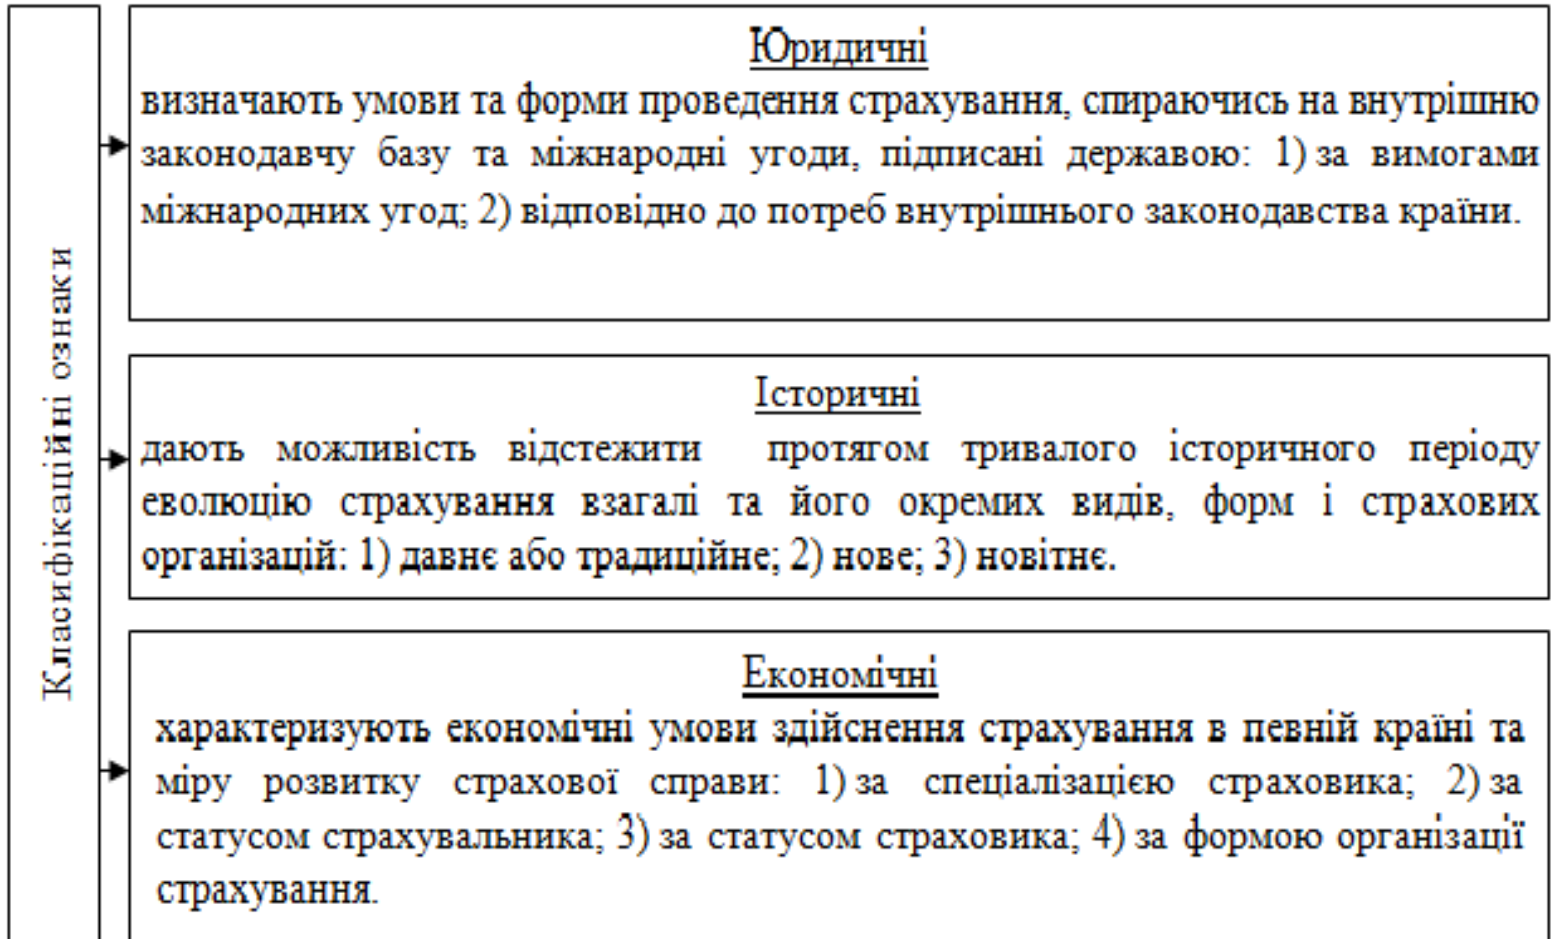 Класифікаційні ознаки
Юридичні
визначають умови та форми проведення страхування, спираючись на внутрішню
законодавчу базу та міжнародні угоди, підписані державою: 1) за вимогами
міжнародних угод; 2) відповідно до потреб внутрішнього законодавства країни.
Історичні
дають можливість відстежити протягом тривалого історичного періоду
еволюцію страхування взагалі та його окремих видів, форм і страхових
організацій: 1) давнє або традиційне; 2) нове; 3) новітнє.
Економічні
характеризують економічні умови здійснення страхування в певній країні та
міру розвитку страхової справи: 1) за спеціалізацією страховика; 2) за
статусом страхувальника; 3) за статусом страховика; 4) за формою організації
страхування.